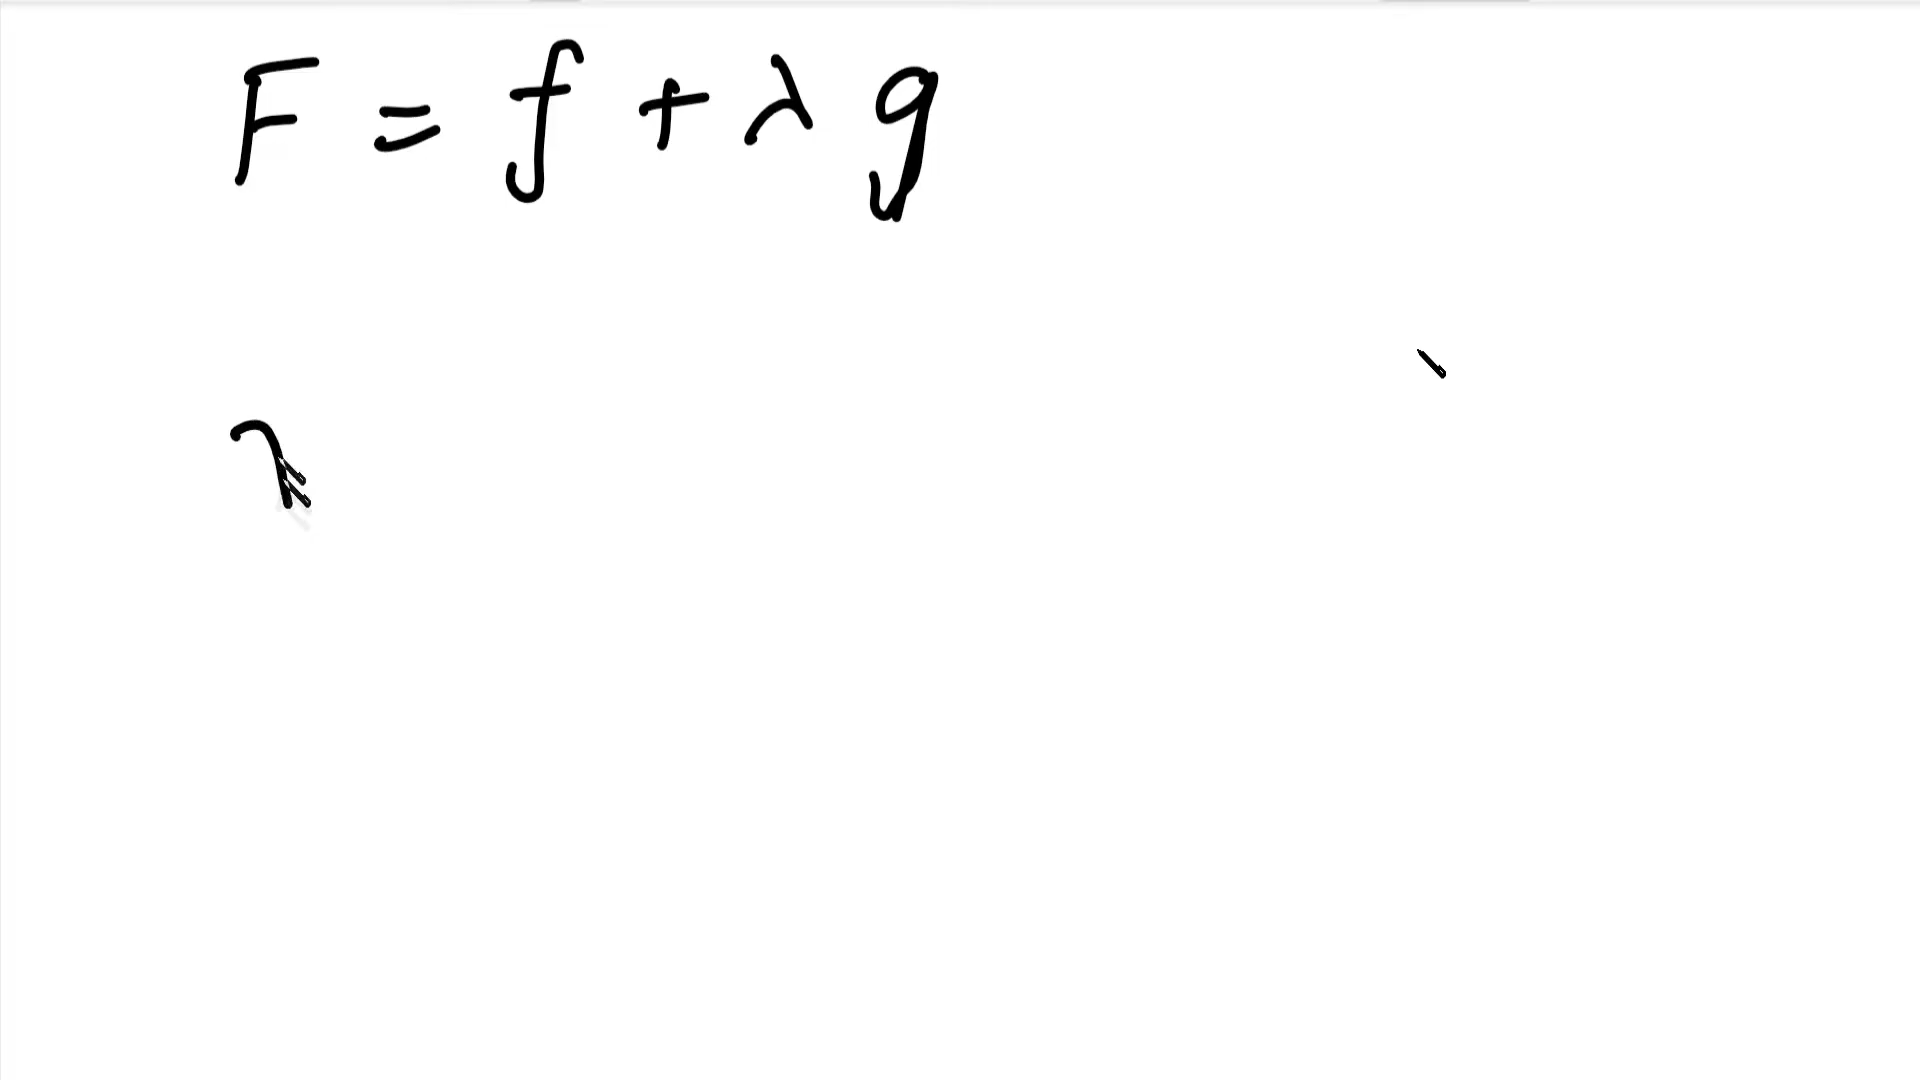 F = f + λ g
λ